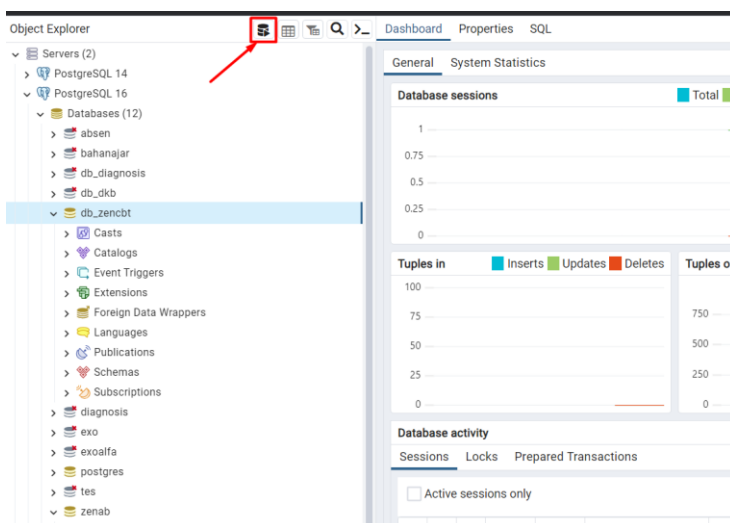 Object Explorer
Dashboard Properties SQL
Servers (2)
PostgreSQL 14
PostgreSQL 16
Databases (12)
absen
bahanajar
db_diagnosis
db_dkb
db_zencbt
Casts
Catalogs
Event Triggers
Extensions
Foreign Data Wrappers
Languages
Publications
Schemas
Subscriptions
diagnosis
exo
exoalfa
postgres
tes
zenab
General System Statistics
Database sessions
Total
1
0.75
0.5
0.25
0
Tuples in
Inserts Updates Deletes
100
75
50
25
0
Tuples o
750
500
250
0
Database activity
Sessions Locks Prepared Transactions
Active sessions only